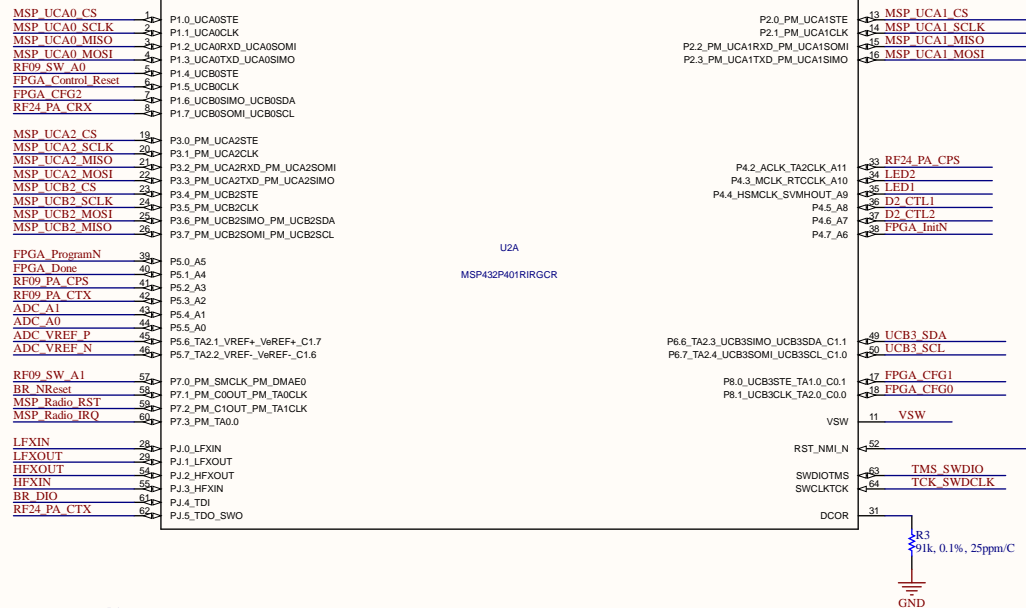 MSP_UCA0_CS 1 P1.0_UCA0STE
MSP_UCA0_SCLK 2 P1.1_UCA0CLK
MSP_UCA0_MISO 3 P1.2_UCA0RXD_UCA0SOMI
MSP_UCA0_MOSI 4 P1.3_UCA0TXD_UCA0SIMO
RF09_SW_A0 5 P1.4_UCB0STE
FPGA_Control_Reset 6 P1.5_UCB0CLK
FPGA_CFG2 7 P1.6_UCB0SIMO_UCB0SDA
RF24_PA_CRX 8 P1.7_UCB0SOMI_UCB0SCL
MSP_UCA2_CS 19 P3.0_PM_UCA2STE
MSP_UCA2_SCLK 20 P3.1_PM_UCA2CLK
MSP_UCA2_MISO 21 P3.2_PM_UCA2RXD_PM_UCA2SOMI
MSP_UCA2_MOSI 22 P3.3_PM_UCA2TXD_PM_UCA2SIMO
MSP_UCB2_CS 23 P3.4_PM_UCB2STE
MSP_UCB2_SCLK 24 P3.5_PM_UCB2CLK
MSP_UCB2_MOSI 25 P3.6_PM_UCB2SIMO_PM_UCB2SDA
MSP_UCB2_MISO 26 P3.7_PM_UCB2SOMI_PM_UCB2SCL
FPGA_ProgramN 39 P5.0_A5
FPGA_Done 40 P5.1_A4
RF09_PA_CPS 41 P5.2_A3
RF09_PA_CTX 42 P5.3_A2
ADC_A1 43 P5.4_A1
ADC_A0 44 P5.5_A0
ADC_VREF_P 45 P5.6_TA2.1_VREF+_VeREF+_C1.7
ADC_VREF_N 46 P5.7_TA2.2_VREF-_VeREF-_C1.6
RF09_SW_A1 57 P7.0_PM_SMCLK_PM_DMAE0
BR_NReset 58 P7.1_PM_C0OUT_PM_TA0CLK
MSP_Radio_RST 59 P7.2_PM_C1OUT_PM_TA1CLK
MSP_Radio_IRQ 60 P7.3_PM_TA0.0
LFXIN 28 PJ.0_LFXIN
LFXOUT 29 PJ.1_LFXOUT
HFXOUT 54 PJ.2_HFXOUT
HFXIN 55 PJ.3_HFXIN
BR_DIO 61 PJ.4_TDI
RF24_PA_CTX 62 PJ.5_TDO_SWO
U2A
MSP432P401RIRGCR
P2.0_PM_UCA1STE 13 MSP_UCA1_CS
P2.1_PM_UCA1CLK 14 MSP_UCA1_SCLK
P2.2_PM_UCA1RXD_PM_UCA1SOMI 15 MSP_UCA1_MISO
P2.3_PM_UCA1TXD_PM_UCA1SIMO 16 MSP_UCA1_MOSI
P4.2_ACLK_TA2CLK_A11 33 RF24_PA_CPS
P4.3_MCLK_RTCCLK_A10 34 LED2
P4.4_HSMCLK_SVMHOUT_A9 35 LED1
P4.5_A8 36 D2_CTL1
P4.6_A7 37 D2_CTL2
P4.7_A6 38 FPGA_InitN
P6.6_TA2.3_UCB3SIMO_UCB3SDA_C1.1 49 UCB3_SDA
P6.7_TA2.4_UCB3SOMI_UCB3SCL_C1.0 50 UCB3_SCL
P8.0_UCB3STE_TA1.0_C0.1 17 FPGA_CFG1
P8.1_UCB3CLK_TA2.0_C0.0 18 FPGA_CFG0
VSW 11 VSW
RST_NMI_N 52
SWDIOTMS 63 TMS_SWDIO
SWCLKTCK 64 TCK_SWDCLK
DCOR 31
R3
91k, 0.1%, 25ppm/C
GND